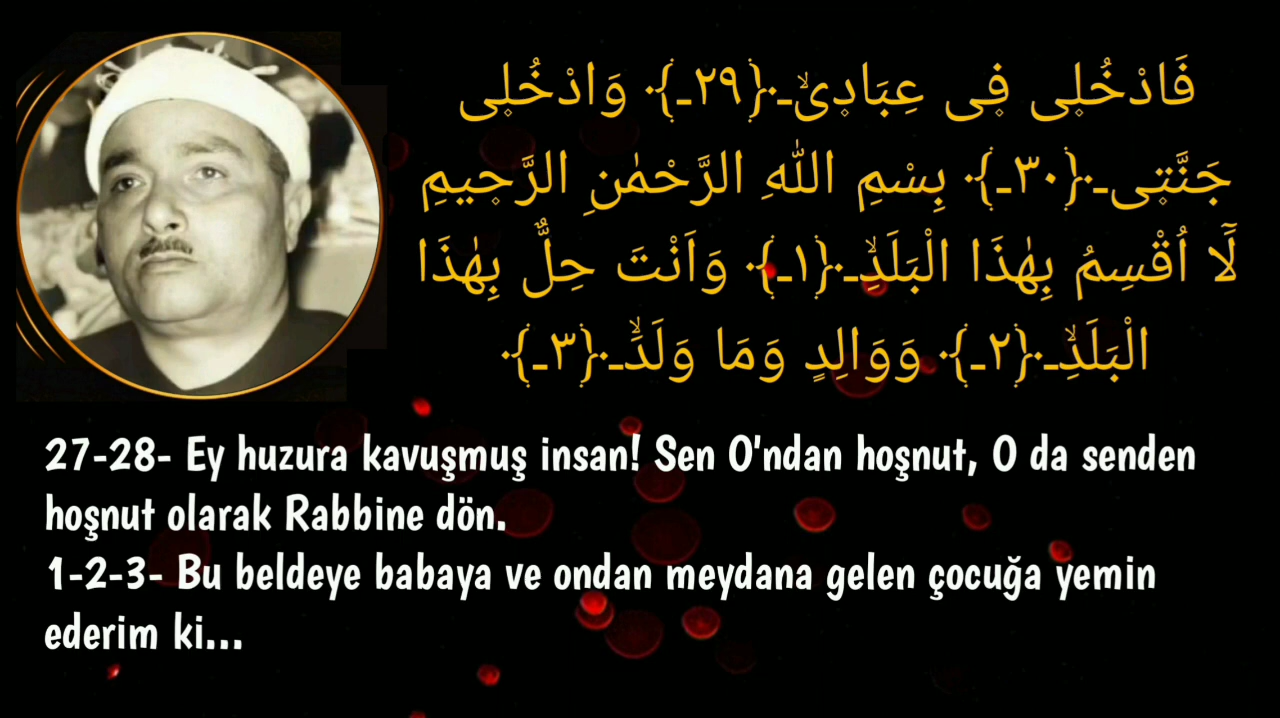 فَادْخُلِى فِى عِبَادِىۙ ﴿٢٩﴾ وَادْخُلِى
جَنَّتِى ﴿٣٠﴾ بِسْمِ اللّٰهِ الرَّحْمٰنِ الرَّحِيمِ
لَٓا اُقْسِمُ بِهٰذَا الْبَلَدِۙ ﴿١﴾ وَاَنْتَ حِلٌّ بِهٰذَا
الْبَلَدِۙ ﴿٢﴾ وَوَالِدٍ وَمَا وَلَدَۙ ﴿٣﴾
27-28- Ey huzura kavuşmuş insan! Sen O'ndan hoşnut, O da senden
hoşnut olarak Rabbine dön.
1-2-3- Bu beldeye babaya ve ondan meydana gelen çocuğa yemin
ederim ki...